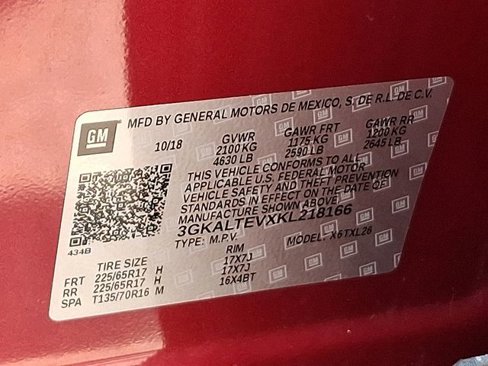 GM
MFD BY GENERAL MOTORS DE MEXICO, S. DE R.L. DE C.V.
10/18 GVWR GAWR FRT GAWR RR
2100 KG 1175 KG 1200 KG
4630 LB 2590 LB 2645 LB
THIS VEHICLE CONFORMS TO ALL
APPLICABLE U.S. FEDERAL MOTOR
VEHICLE SAFETY AND THEFT PREVENTION
STANDARDS IN EFFECT ON THE DATE OF
MANUFACTURE SHOWN ABOVE
3GKALTEVXKL218166
TYPE: M.P.V. MODEL: X6TXL26
434B
TIRE SIZE RIM
FRT 225/65R17 H 17X7J
RR 225/65R17 H 17X7J
SPA T135/70R16 M 16X4BT